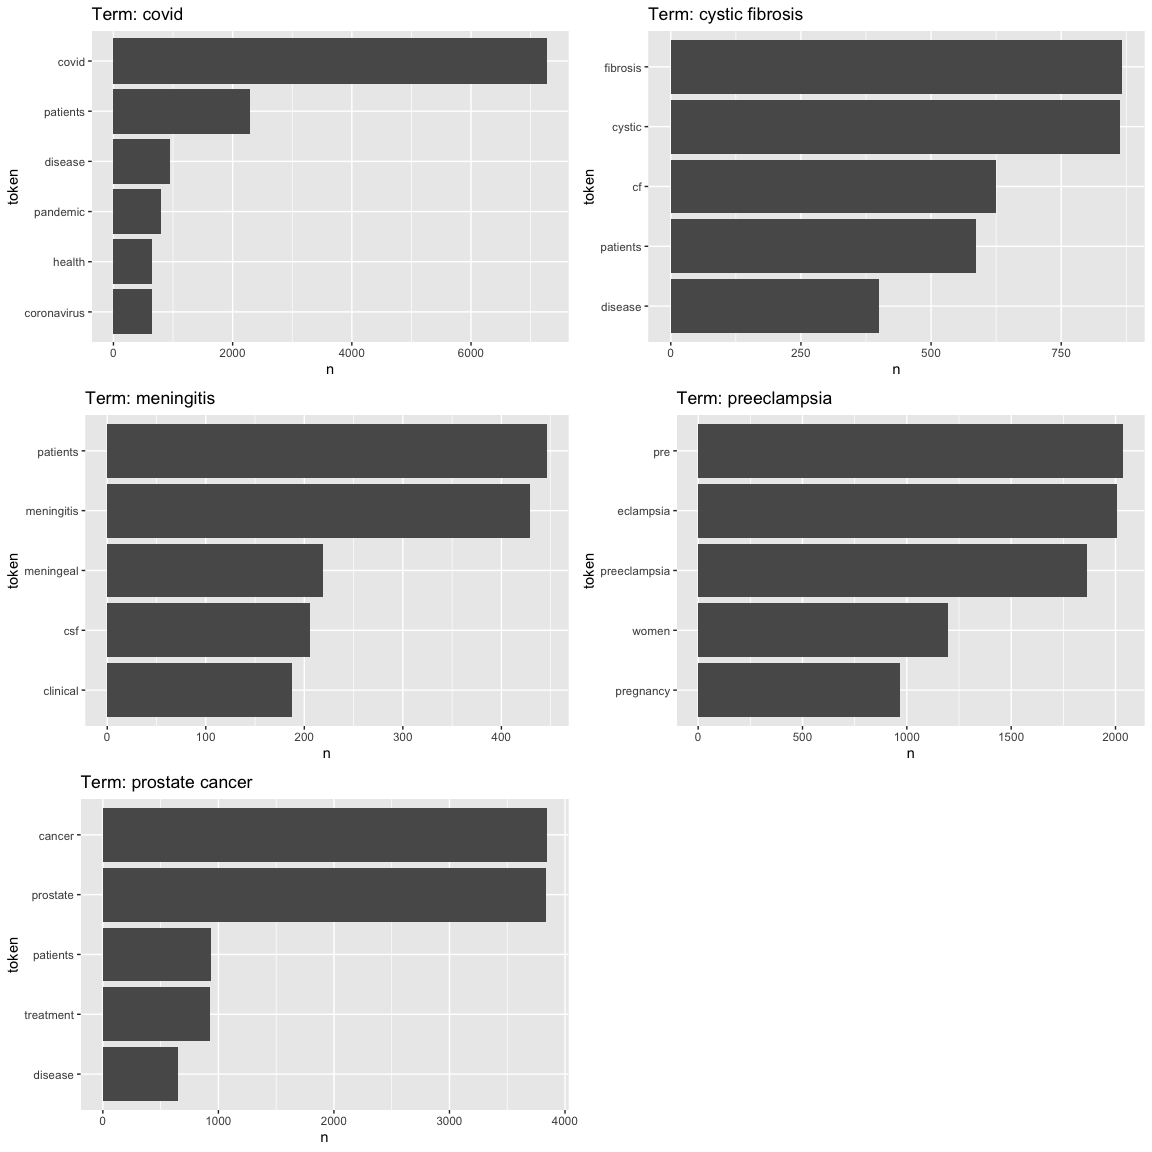 Term: covid
token
covid
patients
disease
pandemic
health
coronavirus
0 2000 4000 6000
n
Term: cystic fibrosis
token
fibrosis
cystic
cf
patients
disease
0 250 500 750
n
Term: meningitis
token
patients
meningitis
meningeal
csf
clinical
0 100 200 300 400
n
Term: preeclampsia
token
pre
eclampsia
preeclampsia
women
pregnancy
0 500 1000 1500 2000
n
Term: prostate cancer
token
cancer
prostate
patients
treatment
disease
0 1000 2000 3000 4000
n